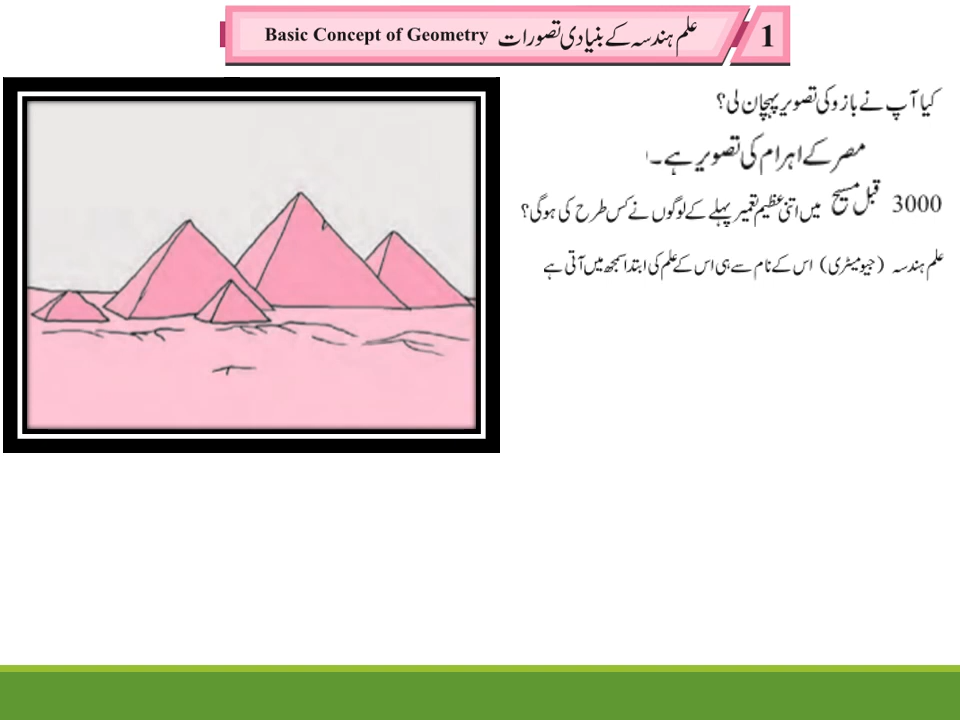 1 علم ہندسہ کے بنیادی تصورات Basic Concept of Geometry
کیا آپ نے بازو کی تصویر پہچان لی؟
مصر کے اہرام کی تصویر ہے۔
3000 قبل مسیح میں اتنی عظیم تعمیر پہلے کے لوگوں نے کس طرح کی ہوگی؟
علم ہندسہ (جیومیٹری) اس کے نام سے ہی اس کے علم کی ابتدا سمجھ میں آتی ہے